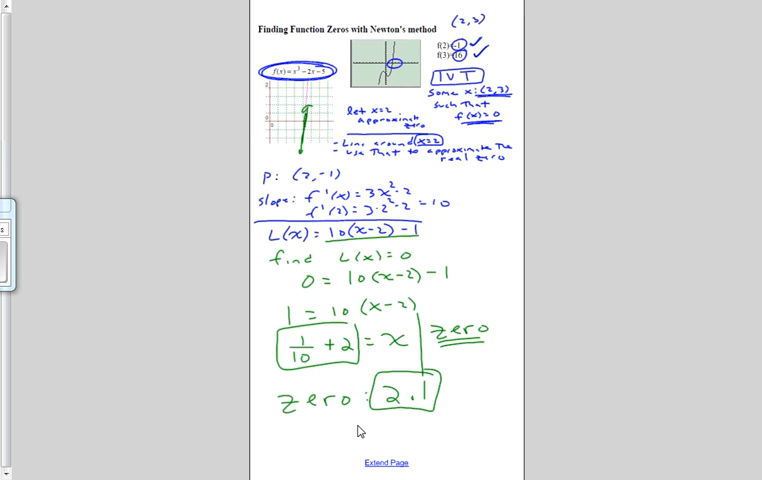 (2,3)
Finding Function Zeros with Newton's method
f(2)=-1 ✓
f(3)=16 ✓
f(x) = x³ − 2x − 5
IVT
Some x: (2,3)
such that
f(x)=0
let x=2
approximate
zero
- Linz around x=2
= use that to approximate the
real zero
P: (2,-1)
slope: f'(x) = 3x²-2
f'(2) = 3·2²-2 = 10
L(x) = 10(x-2) -1
find L(x) = 0
0 = 10(x-2) -1
1 = 10 (x-2)
1/10 + 2 = x
zero
zero: 2.1
Extend Page